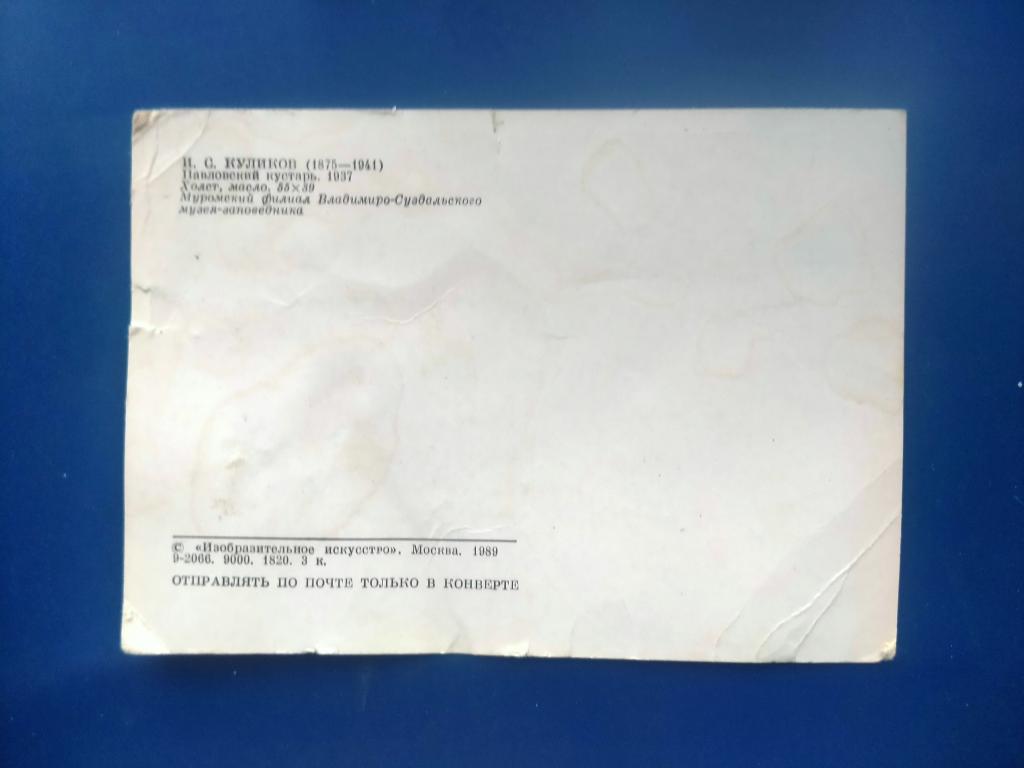 И. С. КУЛИКОВ (1875—1941)
Павловский кустарь. 1937
Холст, масло. 55×39
Муромский филиал Владимиро-Суздальского
музея-заповедника
© «Изобразительное искусство». Москва. 1989
9-2066. 9000. 1820. 3 к.
ОТПРАВЛЯТЬ ПО ПОЧТЕ ТОЛЬКО В КОНВЕРТЕ